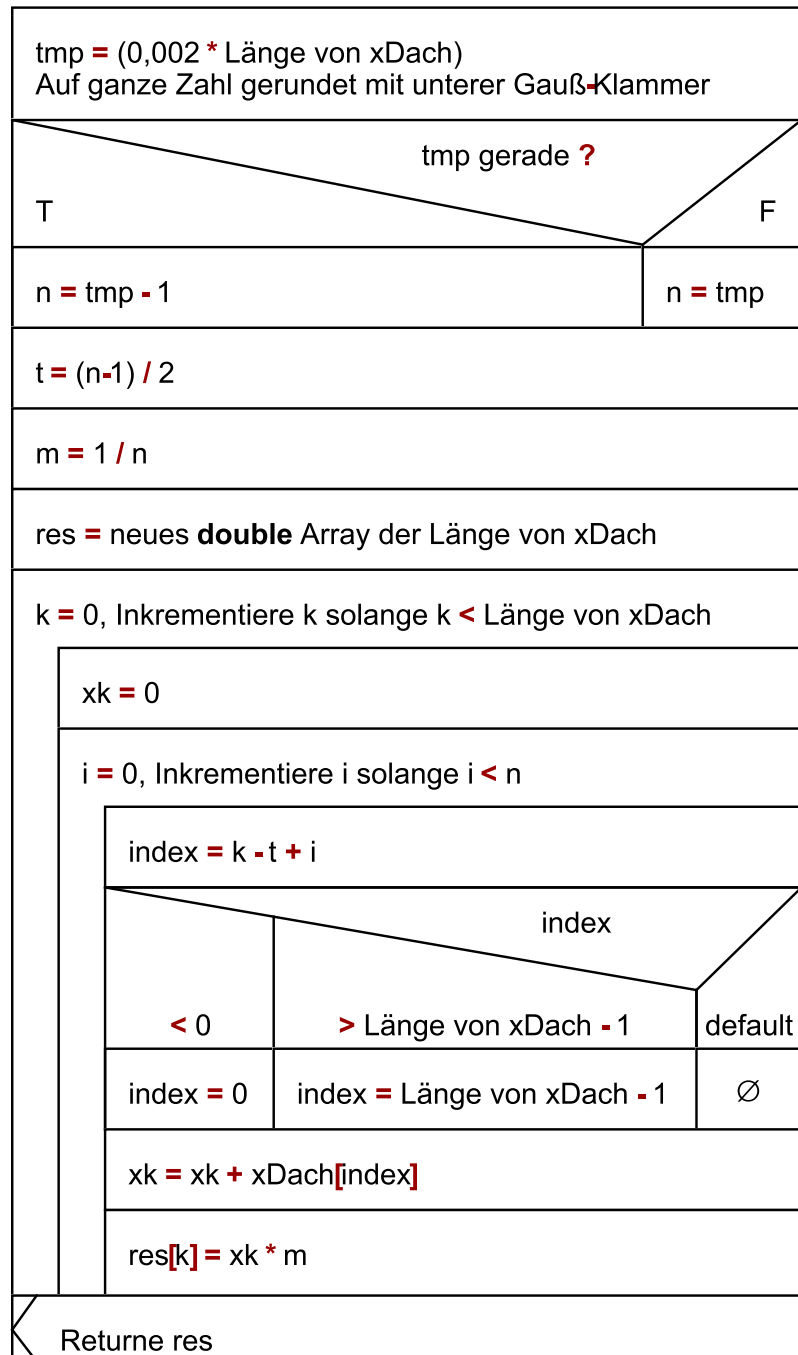 tmp = (0,002 * Länge von xDach)
Auf ganze Zahl gerundet mit unterer Gauß-Klammer
tmp gerade ?
T F
n = tmp - 1 n = tmp
t = (n-1) / 2
m = 1 / n
res = neues double Array der Länge von xDach
k = 0, Inkrementiere k solange k < Länge von xDach
xk = 0
i = 0, Inkrementiere i solange i < n
index = k - t + i
index
< 0 > Länge von xDach - 1 default
index = 0 index = Länge von xDach - 1 ∅
xk = xk + xDach[index]
res[k] = xk * m
Returne res